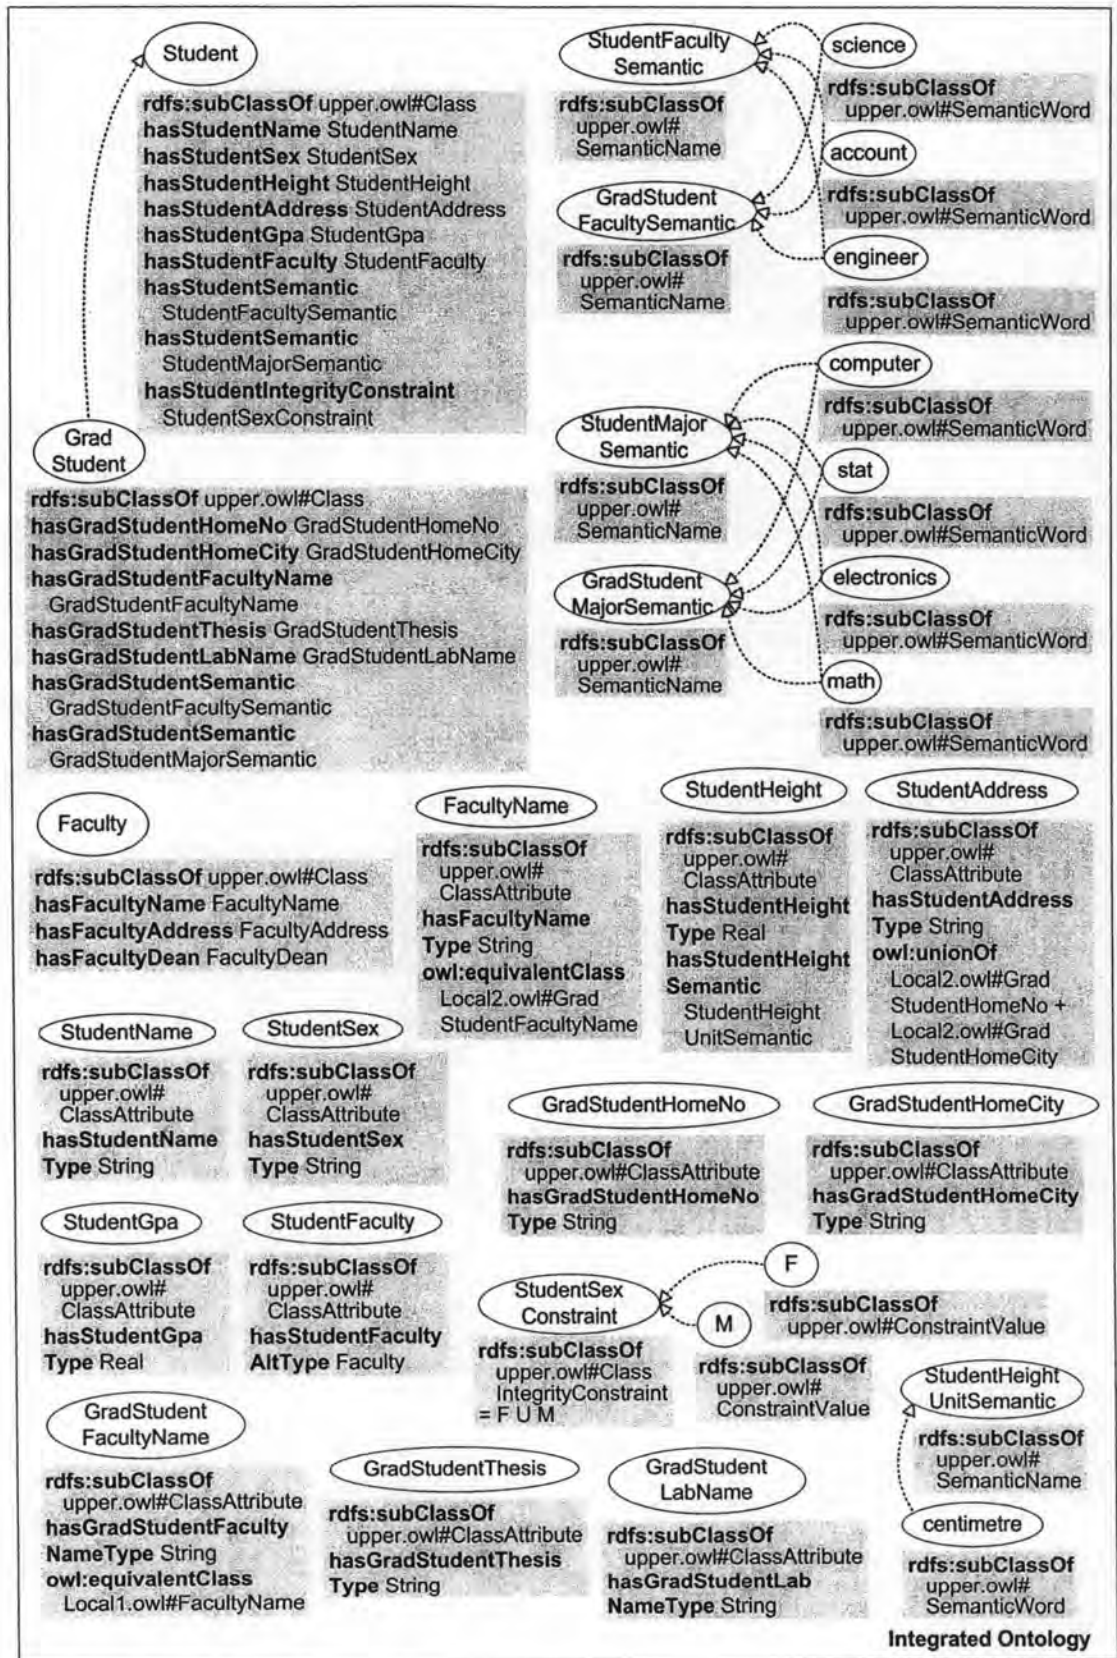 Student
rdfs:subClassOf upper.owl#Class
hasStudentName StudentName
hasStudentSex StudentSex
hasStudentHeight StudentHeight
hasStudentAddress StudentAddress
hasStudentGpa StudentGpa
hasStudentFaculty StudentFaculty
hasStudentSemantic
StudentFacultySemantic
hasStudentSemantic
StudentMajorSemantic
hasStudentIntegrityConstraint
StudentSexConstraint
Grad
Student
rdfs:subClassOf upper.owl#Class
hasGradStudentHomeNo GradStudentHomeNo
hasGradStudentHomeCity GradStudentHomeCity
hasGradStudentFacultyName
GradStudentFacultyName
hasGradStudentThesis GradStudentThesis
hasGradStudentLabName GradStudentLabName
hasGradStudentSemantic
GradStudentFacultySemantic
hasGradStudentSemantic
GradStudentMajorSemantic
StudentFaculty
Semantic
rdfs:subClassOf
upper.owl#
SemanticName
GradStudent
FacultySemantic
rdfs:subClassOf
upper.owl#
SemanticName
science
rdfs:subClassOf
upper.owl#SemanticWord
account
rdfs:subClassOf
upper.owl#SemanticWord
engineer
rdfs:subClassOf
upper.owl#SemanticWord
StudentMajor
Semantic
rdfs:subClassOf
upper.owl#
SemanticName
GradStudent
MajorSemantic
rdfs:subClassOf
upper.owl#
SemanticName
computer
rdfs:subClassOf
upper.owl#SemanticWord
stat
rdfs:subClassOf
upper.owl#SemanticWord
electronics
rdfs:subClassOf
upper.owl#SemanticWord
math
rdfs:subClassOf
upper.owl#SemanticWord
Faculty
rdfs:subClassOf upper.owl#Class
hasFacultyName FacultyName
hasFacultyAddress FacultyAddress
hasFacultyDean FacultyDean
FacultyName
rdfs:subClassOf
upper.owl#
ClassAttribute
hasFacultyName
Type String
owl:equivalentClass
Local2.owl#Grad
StudentFacultyName
StudentHeight
rdfs:subClassOf
upper.owl#
ClassAttribute
hasStudentHeight
Type Real
hasStudentHeight
Semantic
StudentHeight
UnitSemantic
StudentAddress
rdfs:subClassOf
upper.owl#
ClassAttribute
hasStudentAddress
Type String
owl:unionOf
Local2.owl#Grad
StudentHomeNo +
Local2.owl#Grad
StudentHomeCity
StudentName
rdfs:subClassOf
upper.owl#
ClassAttribute
hasStudentName
Type String
StudentSex
rdfs:subClassOf
upper.owl#
ClassAttribute
hasStudentSex
Type String
GradStudentHomeNo
rdfs:subClassOf
upper.owl#ClassAttribute
hasGradStudentHomeNo
Type String
GradStudentHomeCity
rdfs:subClassOf
upper.owl#ClassAttribute
hasGradStudentHomeCity
Type String
StudentGpa
rdfs:subClassOf
upper.owl#
ClassAttribute
hasStudentGpa
Type Real
StudentFaculty
rdfs:subClassOf
upper.owl#
ClassAttribute
hasStudentFaculty
AltType Faculty
StudentSex
Constraint
rdfs:subClassOf
upper.owl#Class
IntegrityConstraint
= F U M
F
rdfs:subClassOf
upper.owl#ConstraintValue
M
rdfs:subClassOf
upper.owl#
ConstraintValue
StudentHeight
UnitSemantic
rdfs:subClassOf
upper.owl#
SemanticName
centimetre
rdfs:subClassOf
upper.owl#
SemanticWord
GradStudent
FacultyName
rdfs:subClassOf
upper.owl#ClassAttribute
hasGradStudentFaculty
NameType String
owl:equivalentClass
Local1.owl#FacultyName
GradStudentThesis
rdfs:subClassOf
upper.owl#ClassAttribute
hasGradStudentThesis
Type String
GradStudent
LabName
rdfs:subClassOf
upper.owl#ClassAttribute
hasGradStudentLab
NameType String
Integrated Ontology